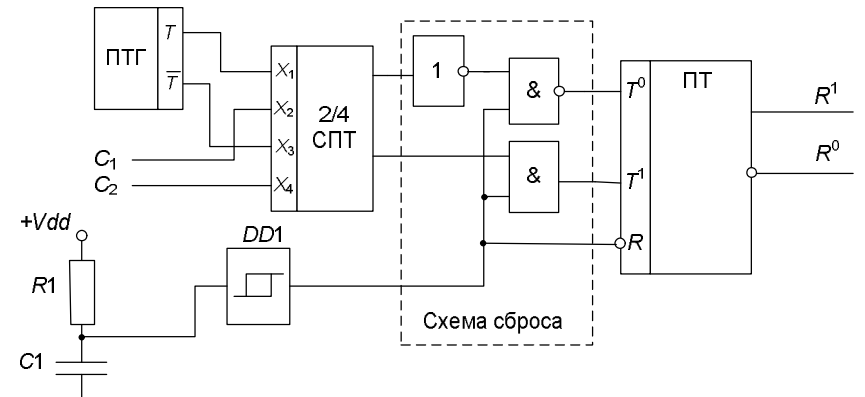 ПТГ
T
T̅
X₁
X₂
X₃
X₄
2/4
СПТ
C₁
C₂
1
&
&
T⁰
T¹
R
ПТ
R¹
R⁰
+Vdd
R1
C1
DD1
Схема сброса